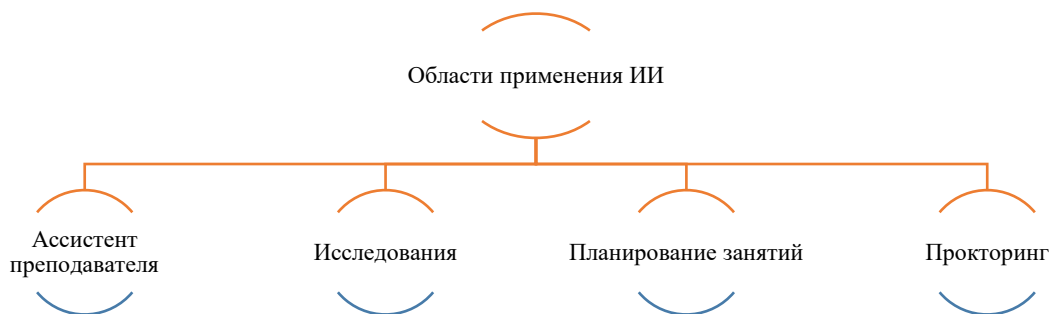 Области применения ИИ
Ассистент
преподавателя
Исследования
Планирование занятий
Прокторинг